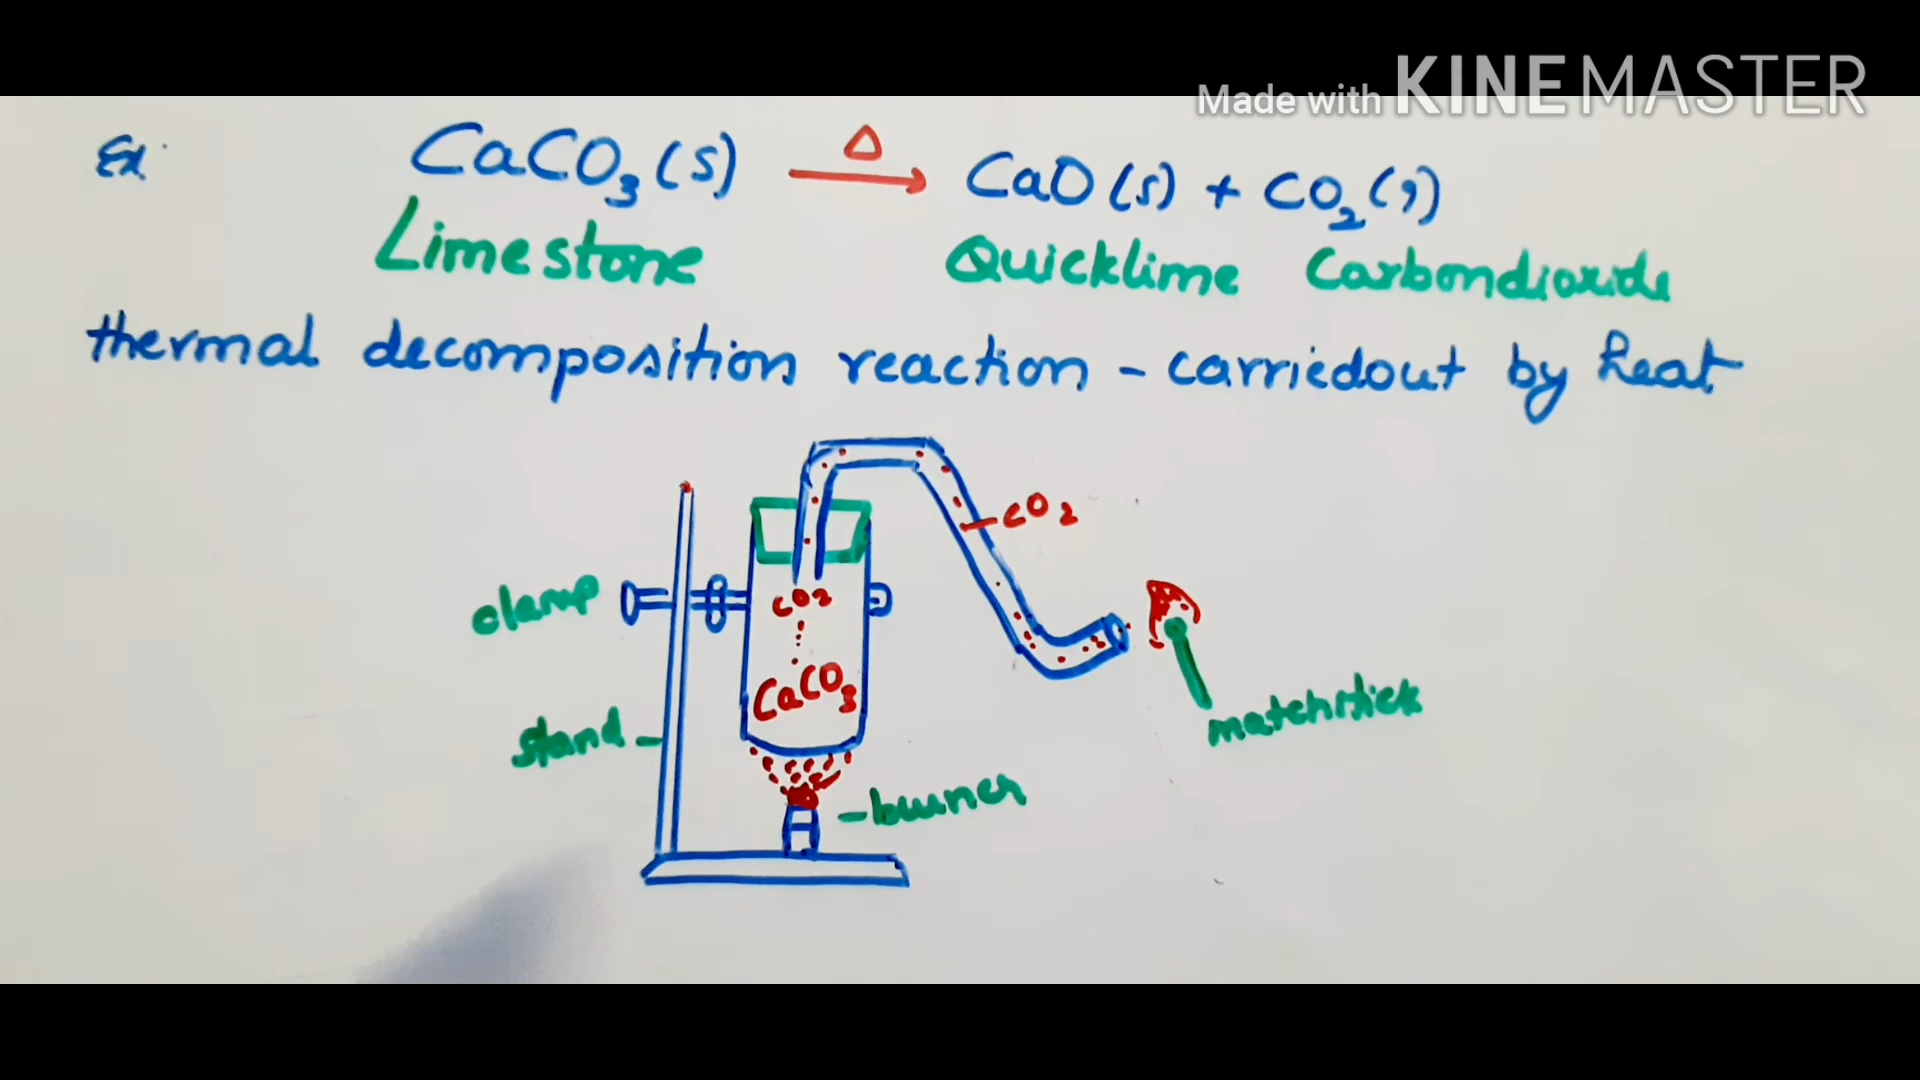 Made with KINEMASTER
Ex:
CaCO₃(s) Δ→ CaO(s) + CO₂(g)
Limestone Quicklime Carbondioxide
thermal decomposition reaction - carriedout by heat
CO₂
clamp
CO₂
CaCO₃
stand
matchstick
burner